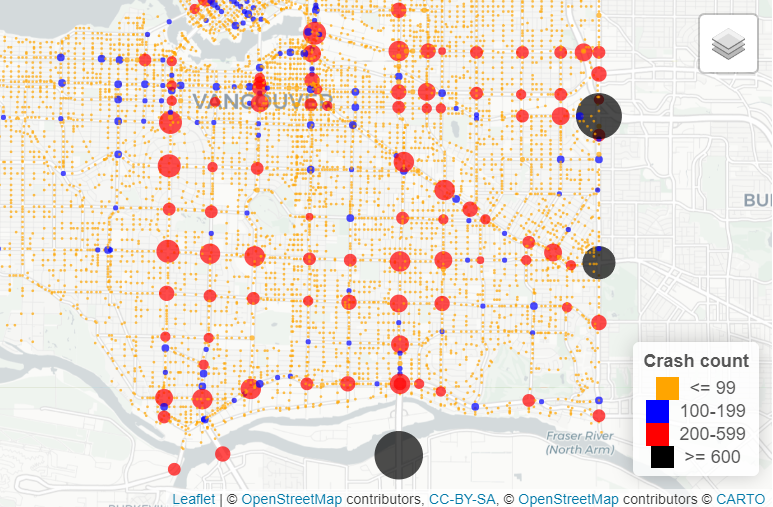 VANCOUVER
BU
Crash count
<= 99
100-199
200-599
>= 600
Fraser River
(North Arm)
Leaflet | © OpenStreetMap contributors, CC-BY-SA, © OpenStreetMap contributors © CARTO